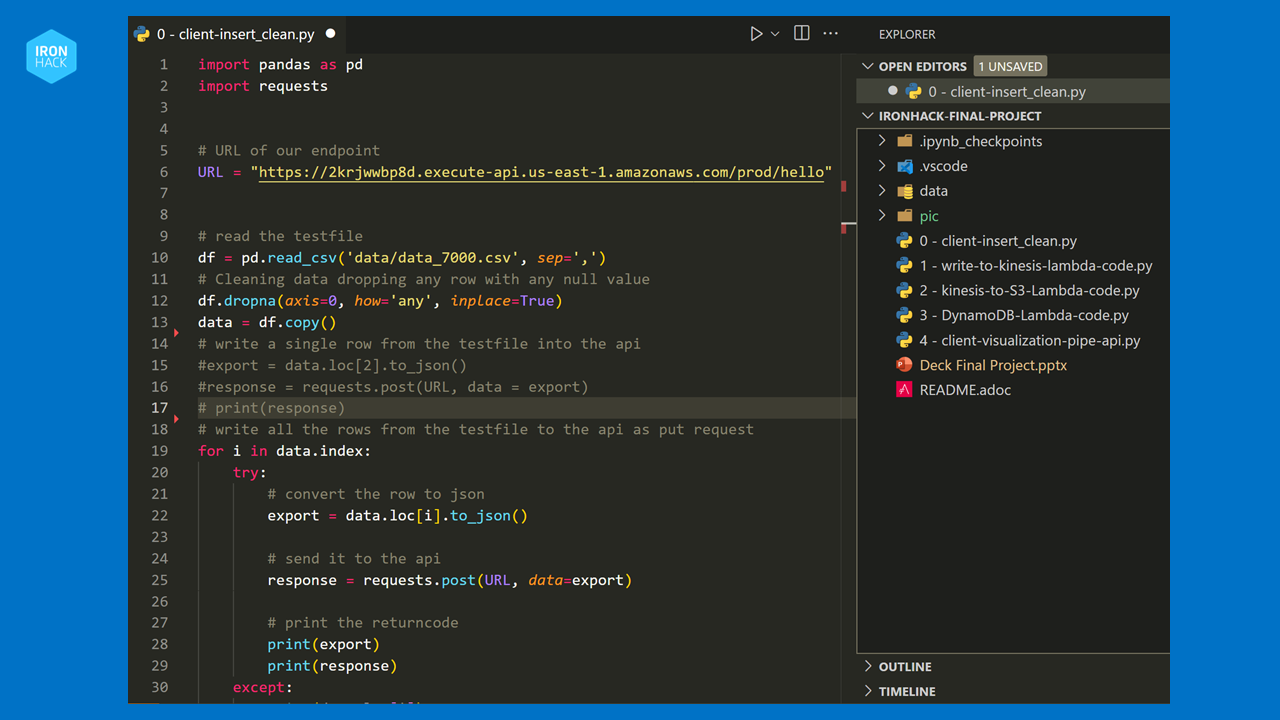 IRON
HACK
0 - client-insert_clean.py
1 import pandas as pd
2 import requests
3
4
5 # URL of our endpoint
6 URL = "https://2krjwwbp8d.execute-api.us-east-1.amazonaws.com/prod/hello"
7
8
9 # read the testfile
10 df = pd.read_csv('data/data_7000.csv', sep=',')
11 # Cleaning data dropping any row with any null value
12 df.dropna(axis=0, how='any', inplace=True)
13 data = df.copy()
14 # write a single row from the testfile into the api
15 #export = data.loc[2].to_json()
16 #response = requests.post(URL, data = export)
17 # print(response)
18 # write all the rows from the testfile to the api as put request
19 for i in data.index:
20     try:
21         # convert the row to json
22         export = data.loc[i].to_json()
23
24         # send it to the api
25         response = requests.post(URL, data=export)
26
27         # print the returncode
28         print(export)
29         print(response)
30     except:
EXPLORER
OPEN EDITORS 1 UNSAVED
0 - client-insert_clean.py
IRONHACK-FINAL-PROJECT
.ipynb_checkpoints
.vscode
data
pic
0 - client-insert_clean.py
1 - write-to-kinesis-lambda-code.py
2 - kinesis-to-S3-Lambda-code.py
3 - DynamoDB-Lambda-code.py
4 - client-visualization-pipe-api.py
Deck Final Project.pptx
README.adoc
OUTLINE
TIMELINE